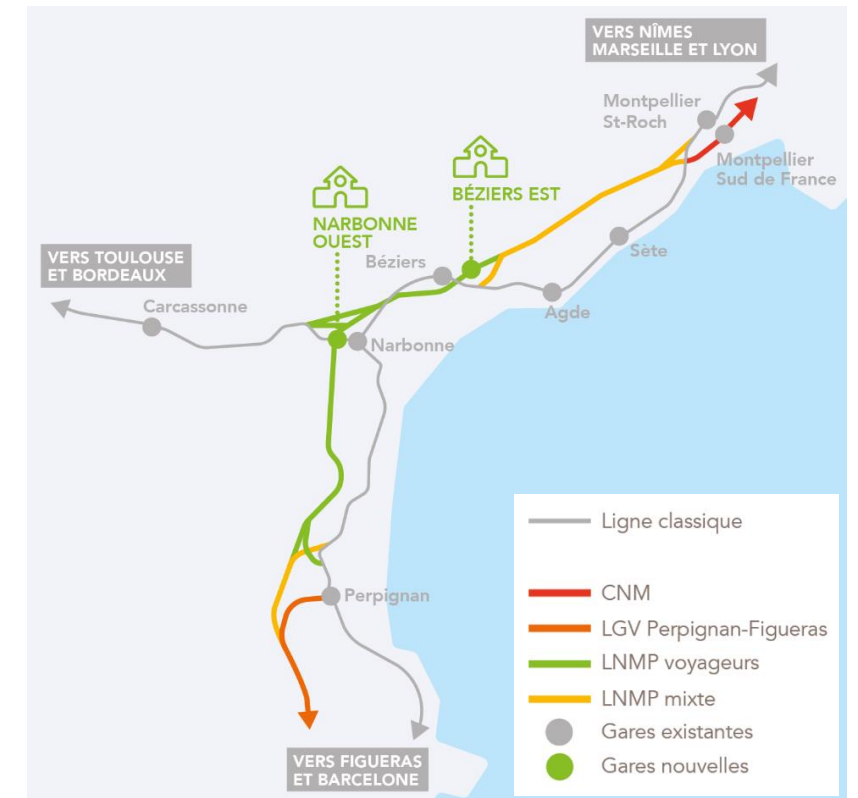 VERS NÎMES
MARSEILLE ET LYON
Montpellier
St-Roch
Montpellier
Sud de France
BÉZIERS EST
NARBONNE
OUEST
Sète
VERS TOULOUSE
ET BORDEAUX
Béziers
Carcassonne
Agde
Narbonne
Perpignan
VERS FIGUERAS
ET BARCELONE
Ligne classique
CNM
LGV Perpignan-Figueras
LNMP voyageurs
LNMP mixte
Gares existantes
Gares nouvelles